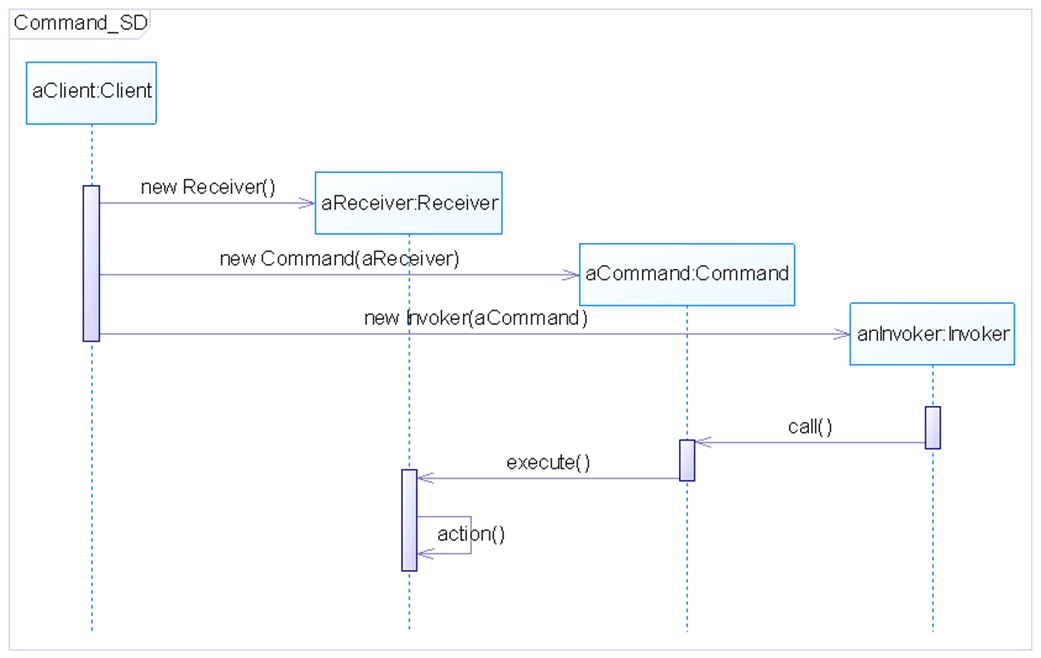 Command_SD
aClient:Client
new Receiver()
aReceiver:Receiver
new Command(aReceiver)
aCommand:Command
new Invoker(aCommand)
anInvoker:Invoker
call()
execute()
action()